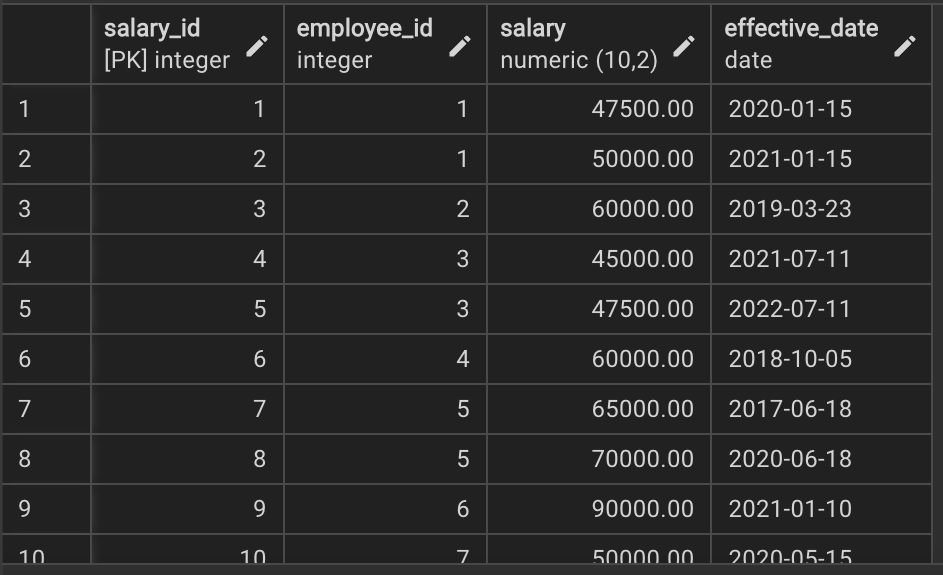 salary_id employee_id salary effective_date
[PK] integer integer numeric (10,2) date
1 1 1 47500.00 2020-01-15
2 2 1 50000.00 2021-01-15
3 3 2 60000.00 2019-03-23
4 4 3 45000.00 2021-07-11
5 5 3 47500.00 2022-07-11
6 6 4 60000.00 2018-10-05
7 7 5 65000.00 2017-06-18
8 8 5 70000.00 2020-06-18
9 9 6 90000.00 2021-01-10
10 10 7 50000.00 2020-05-15